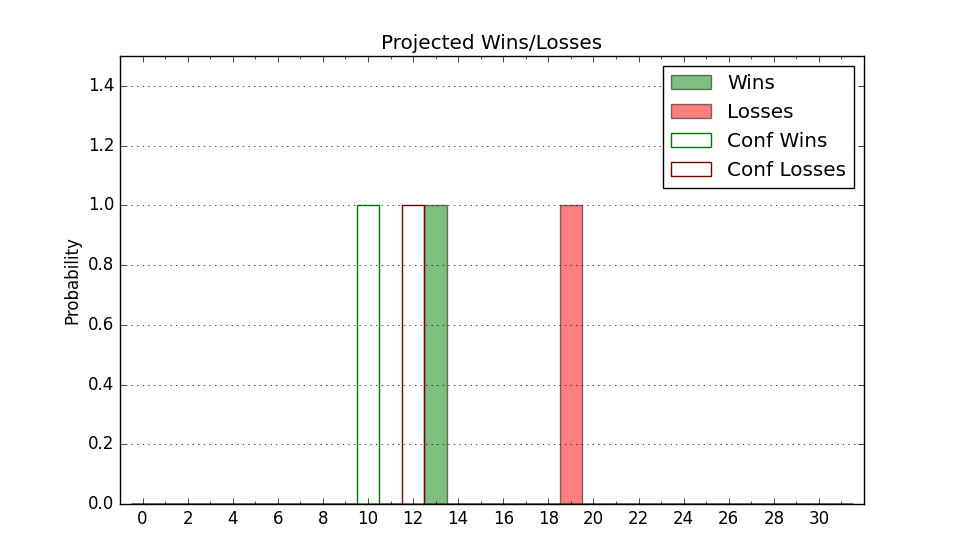 Projected Wins/Losses
1.4
1.2
1.0
0.8
0.6
0.4
0.2
0.0
Probability
Wins
Losses
Conf Wins
Conf Losses
0 2 4 6 8 10 12 14 16 18 20 22 24 26 28 30